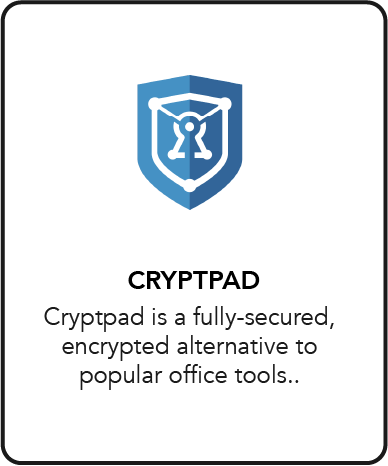 CRYPTPAD
Cryptpad is a fully-secured,
encrypted alternative to
popular office tools..